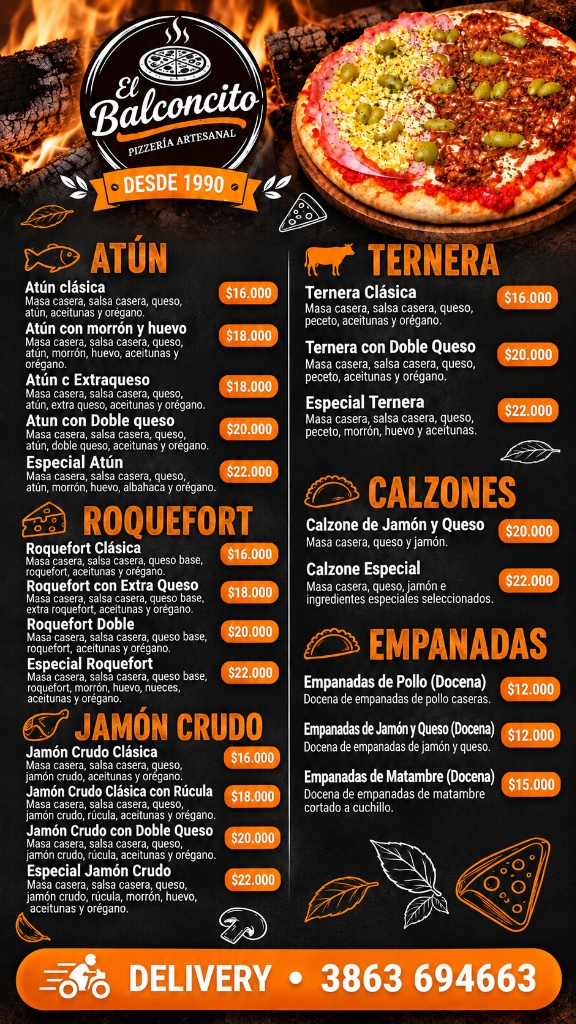 El
Balconcito
PIZZERÍA ARTESANAL
DESDE 1990
ATÚN
Atún clásica
$16.000
Masa casera, salsa casera, queso,
atún, aceitunas y orégano.
Atún con morrón y huevo
$18.000
Masa casera, salsa casera, queso,
atún, morrón, huevo, aceitunas y
orégano.
Atún c Extraqueso
$18.000
Masa casera, salsa casera, queso,
atún, extra queso, aceitunas y orégano.
Atun con Doble queso
$20.000
Masa casera, salsa casera, queso,
atún, doble queso, aceitunas y orégano.
Especial Atún
$22.000
Masa casera, salsa casera, queso,
atún, morrón, huevo, albahaca y orégano.
ROQUEFORT
Roquefort Clásica
$16.000
Masa casera, salsa casera, queso base,
roquefort, aceitunas y orégano.
Roquefort con Extra Queso
$18.000
Masa casera, salsa casera, queso base,
extra roquefort, aceitunas y orégano.
Roquefort Doble
$20.000
Masa casera, salsa casera, queso base,
roquefort, aceitunas y orégano.
Especial Roquefort
$22.000
Masa casera, salsa casera, queso base,
roquefort, morrón, huevo, nueces,
aceitunas y orégano.
JAMÓN CRUDO
Jamón Crudo Clásica
$16.000
Masa casera, salsa casera, queso,
jamón crudo, aceitunas y orégano.
Jamón Crudo Clásica con Rúcula
$18.000
Masa casera, salsa casera, queso,
jamón crudo, rúcula, aceitunas y orégano.
Jamón Crudo con Doble Queso
$20.000
Masa casera, salsa casera, queso,
jamón crudo, rúcula, aceitunas y orégano.
Especial Jamón Crudo
$22.000
Masa casera, salsa casera, queso,
jamón crudo, rúcula, morrón, huevo,
aceitunas y orégano.
TERNERA
Ternera Clásica
$16.000
Masa casera, salsa casera, queso,
peceto, aceitunas y orégano.
Ternera con Doble Queso
$20.000
Masa casera, salsa casera, queso,
peceto, aceitunas y orégano.
Especial Ternera
$22.000
Masa casera, salsa casera, queso,
peceto, morrón, huevo y aceitunas.
CALZONES
Calzone de Jamón y Queso
$20.000
Masa casera, queso y jamón.
Calzone Especial
$22.000
Masa casera, queso, jamón e
ingredientes especiales seleccionados.
EMPANADAS
Empanadas de Pollo (Docena)
$12.000
Docena de empanadas de pollo caseras.
Empanadas de Jamón y Queso (Docena)
$12.000
Docena de empanadas de jamón y queso.
Empanadas de Matambre (Docena)
$15.000
Docena de empanadas de matambre
cortado a cuchillo.
DELIVERY • 3863 694663